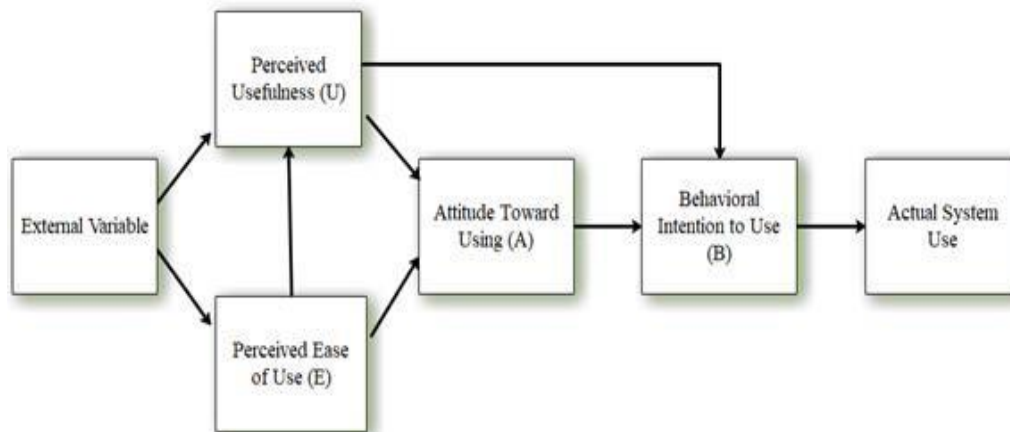 Perceived
Usefulness (U)
External Variable
Perceived Ease
of Use (E)
Attitude Toward
Using (A)
Behavioral
Intention to Use
(B)
Actual System
Use